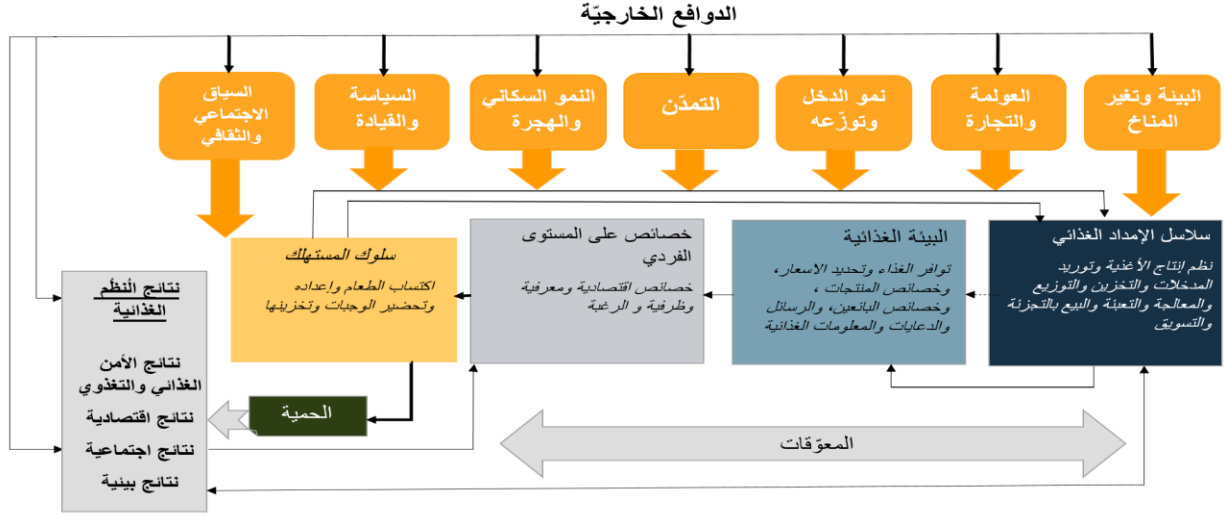 الدوافع الخارجيّة
البيئة وتغير
المناخ
العولمة
والتجارة
نمو الدخل
وتوزّعه
التمدّن
النمو السكاني
والهجرة
السياسة
والقيادة
السياق
الاجتماعي
والثقافي
سلاسل الإمداد الغذائي
نظم إنتاج الأغذية وتوريد
المدخلات والتخزين والتوزيع
والمعالجة والتعبئة والبيع بالتجزئة
والتسويق
البيئة الغذائية
توافر الغذاء وتحديد الاسعار،
وخصائص المنتجات ،
وخصائص البائعين، والرسائل
والدعايات والمعلومات الغذائية
خصائص على المستوى
الفردي
خصائص اقتصادية ومعرفية
وظرفية و الرغبة
سلوك المستهلك
اكتساب الطعام وإعداده
وتحضير الوجبات وتخزينها
الحمية
المعوّقات
نتائج النظم
الغذائية
نتائج الأمن
الغذائي والتغذوي
نتائج اقتصادية
نتائج اجتماعية
نتائج بيئية